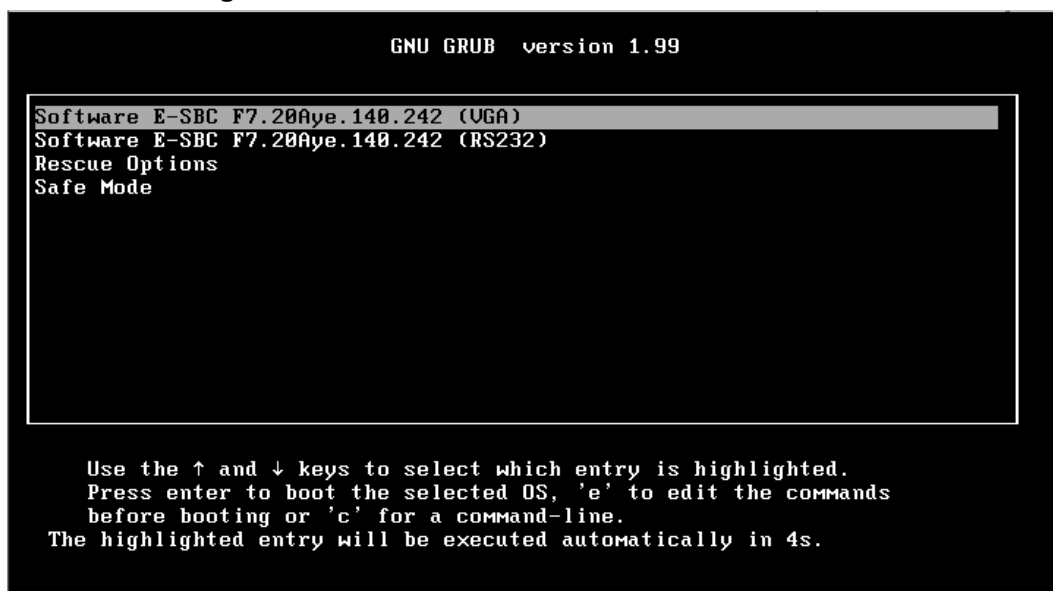 GNU GRUB version 1.99
Software E-SBC F7.20Aye.140.242 (VGA)
Software E-SBC F7.20Aye.140.242 (RS232)
Rescue Options
Safe Mode
Use the ↑ and ↓ keys to select which entry is highlighted.
Press enter to boot the selected OS, 'e' to edit the commands
before booting or 'c' for a command-line.
The highlighted entry will be executed automatically in 4s.